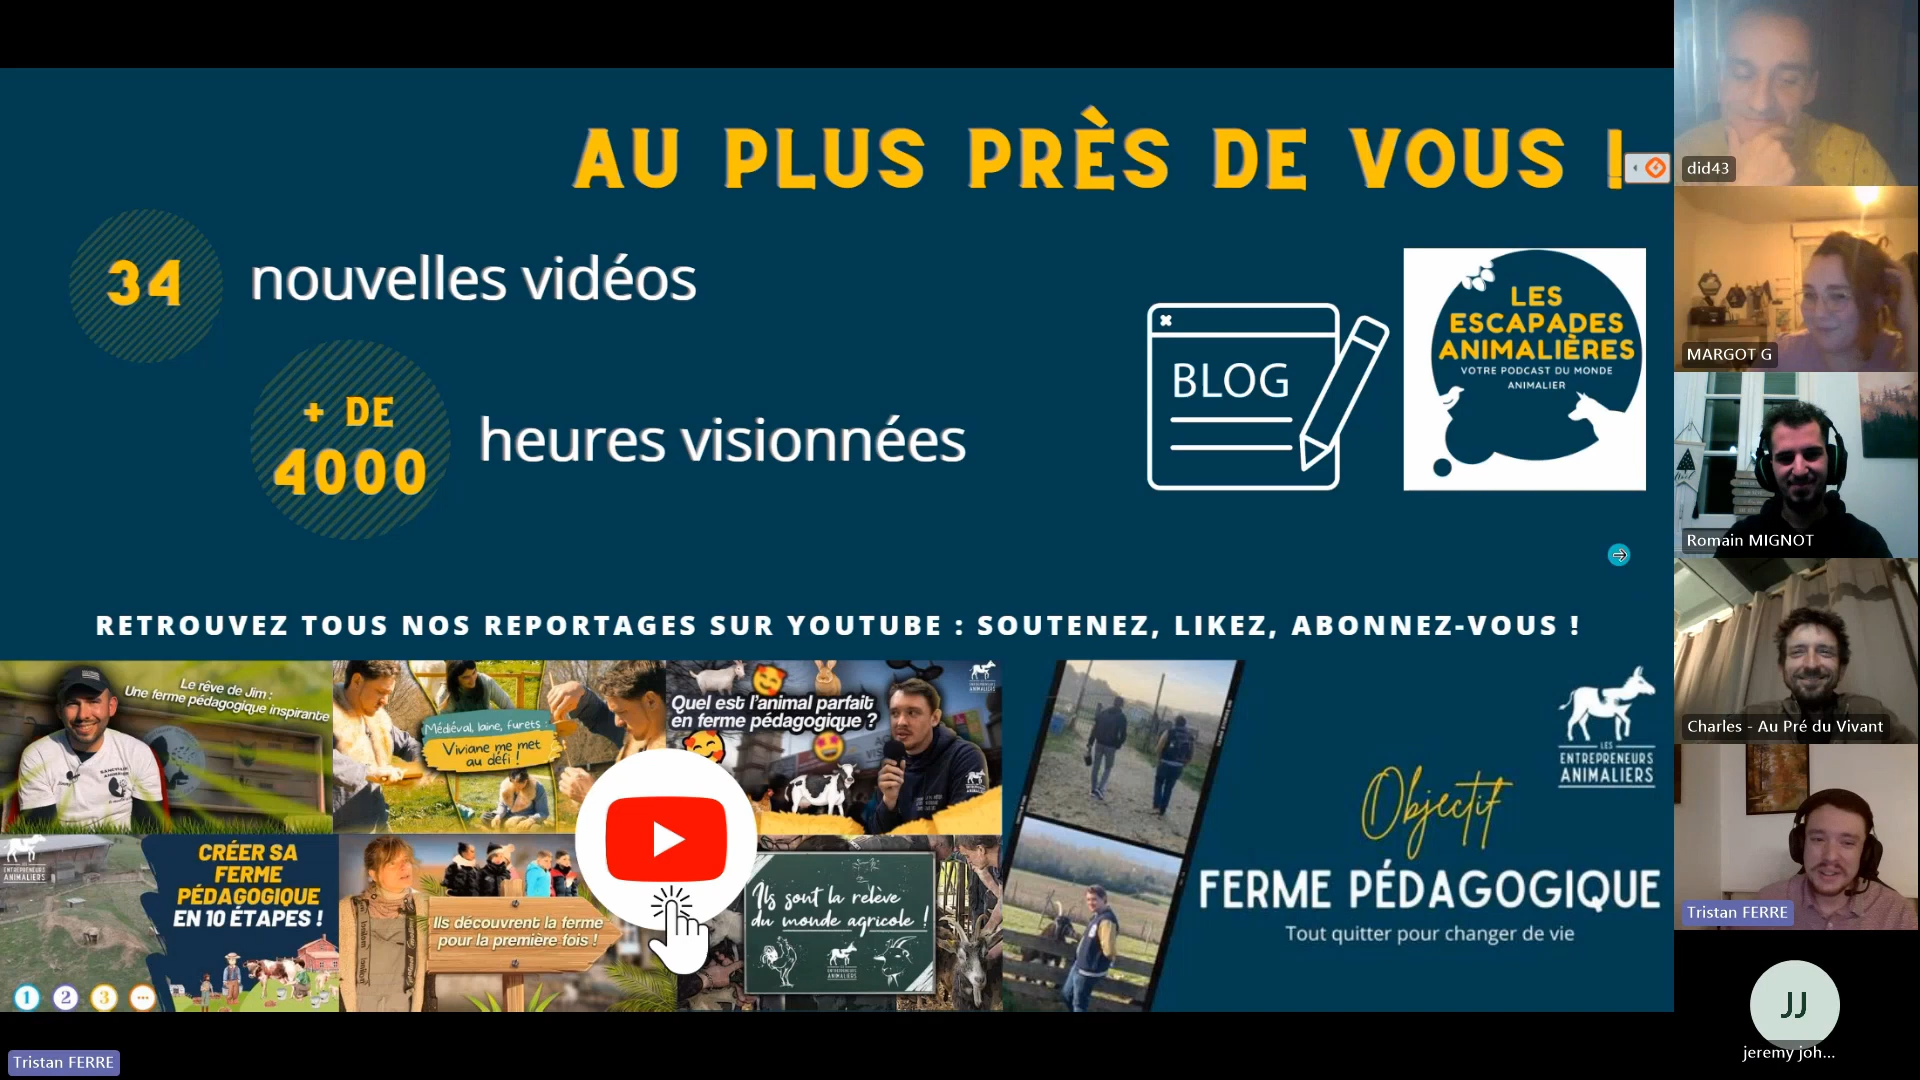 AU PLUS PRÈS DE VOUS !
34
nouvelles vidéos
+ DE
4000
heures visionnées
BLOG
LES
ESCAPADES
ANIMALIÈRES
VOTRE PODCAST DU MONDE
ANIMALIER
RETROUVEZ TOUS NOS REPORTAGES SUR YOUTUBE : SOUTENEZ, LIKEZ, ABONNEZ-VOUS !
Le rêve de Jim :
Une ferme pédagogique inspirante
Médiéval, laine, furets :
Viviane me met
au défi !
Quel est l'animal parfait
en ferme pédagogique ?
CRÉER SA
FERME
PÉDAGOGIQUE
EN 10 ÉTAPES !
Ils découvrent la ferme
pour la première fois !
Ils sont la relève
du monde agricole !
LES
ENTREPRENEURS
ANIMALIERS
Objectif
FERME PÉDAGOGIQUE
Tout quitter pour changer de vie
1
2
3
Tristan FERRE
did43
MARGOT G
Romain MIGNOT
Charles - Au Pré du Vivant
Tristan FERRE
JJ
jeremy joh...